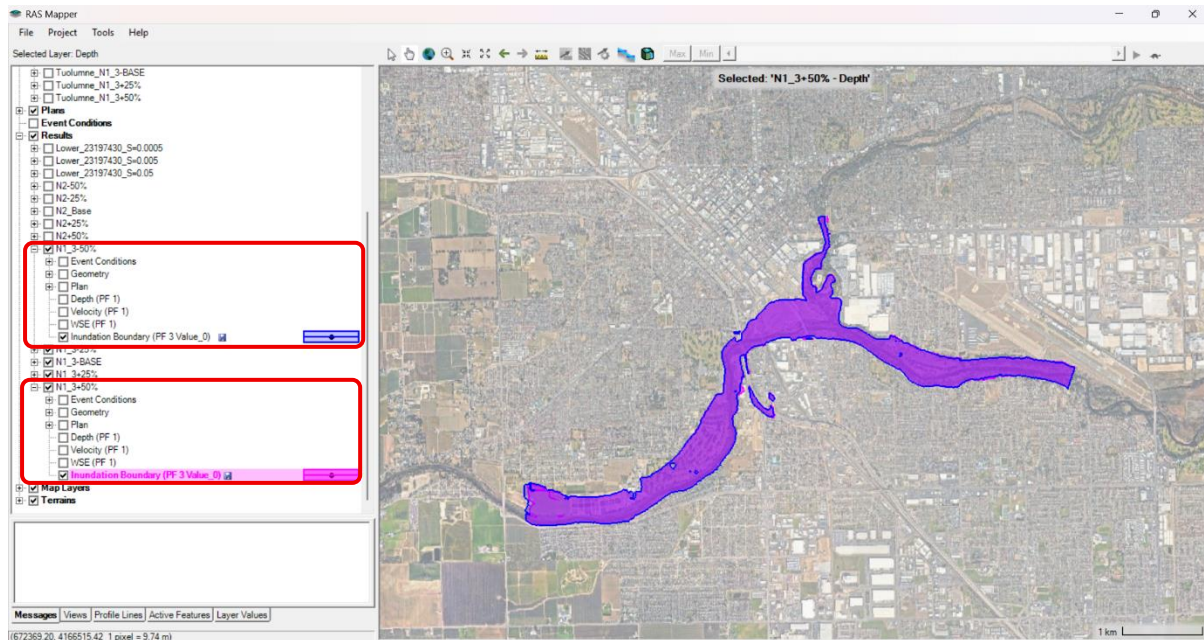 RAS Mapper
File Project Tools Help
Selected Layer: Depth
Max Min
Tuolumne_N1_3-BASE
Tuolumne_N1_3+25%
Tuolumne_N1_3+50%
Plans
Event Conditions
Results
Lower_23197430_S=0.0005
Lower_23197430_S=0.005
Lower_23197430_S=0.05
N2-50%
N2-25%
N2_Base
N2+25%
N2+50%
N1_3-50%
Event Conditions
Geometry
Plan
Depth (PF 1)
Velocity (PF 1)
WSE (PF 1)
Inundation Boundary (PF 3 Value_0)
N1_3-25%
N1_3-BASE
N1_3+25%
N1_3+50%
Event Conditions
Geometry
Plan
Depth (PF 1)
Velocity (PF 1)
WSE (PF 1)
Inundation Boundary (PF 3 Value_0)
Map Layers
Terrains
Selected: 'N1_3+50% - Depth'
Messages Views Profile Lines Active Features Layer Values
(672369.20, 4166515.42 1 pixel = 9.74 m)
1 km